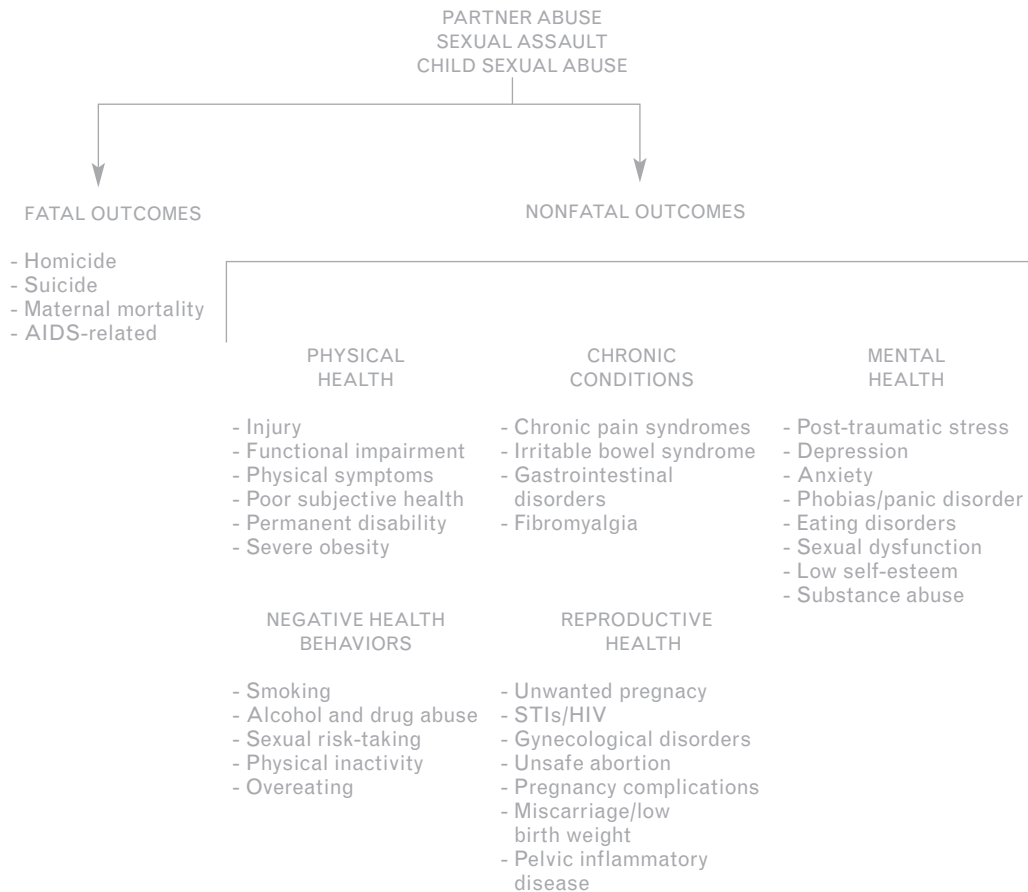 PARTNER ABUSE
SEXUAL ASSAULT
CHILD SEXUAL ABUSE
FATAL OUTCOMES
- Homicide
- Suicide
- Maternal mortality
- AIDS-related
NONFATAL OUTCOMES
PHYSICAL
HEALTH
- Injury
- Functional impairment
- Physical symptoms
- Poor subjective health
- Permanent disability
- Severe obesity
CHRONIC
CONDITIONS
- Chronic pain syndromes
- Irritable bowel syndrome
- Gastrointestinal
disorders
- Fibromyalgia
MENTAL
HEALTH
- Post-traumatic stress
- Depression
- Anxiety
- Phobias/panic disorder
- Eating disorders
- Sexual dysfunction
- Low self-esteem
- Substance abuse
NEGATIVE HEALTH
BEHAVIORS
- Smoking
- Alcohol and drug abuse
- Sexual risk-taking
- Physical inactivity
- Overeating
REPRODUCTIVE
HEALTH
- Unwanted pregnancy
- STIs/HIV
- Gynecological disorders
- Unsafe abortion
- Pregnancy complications
- Miscarriage/low
birth weight
- Pelvic inflammatory
disease